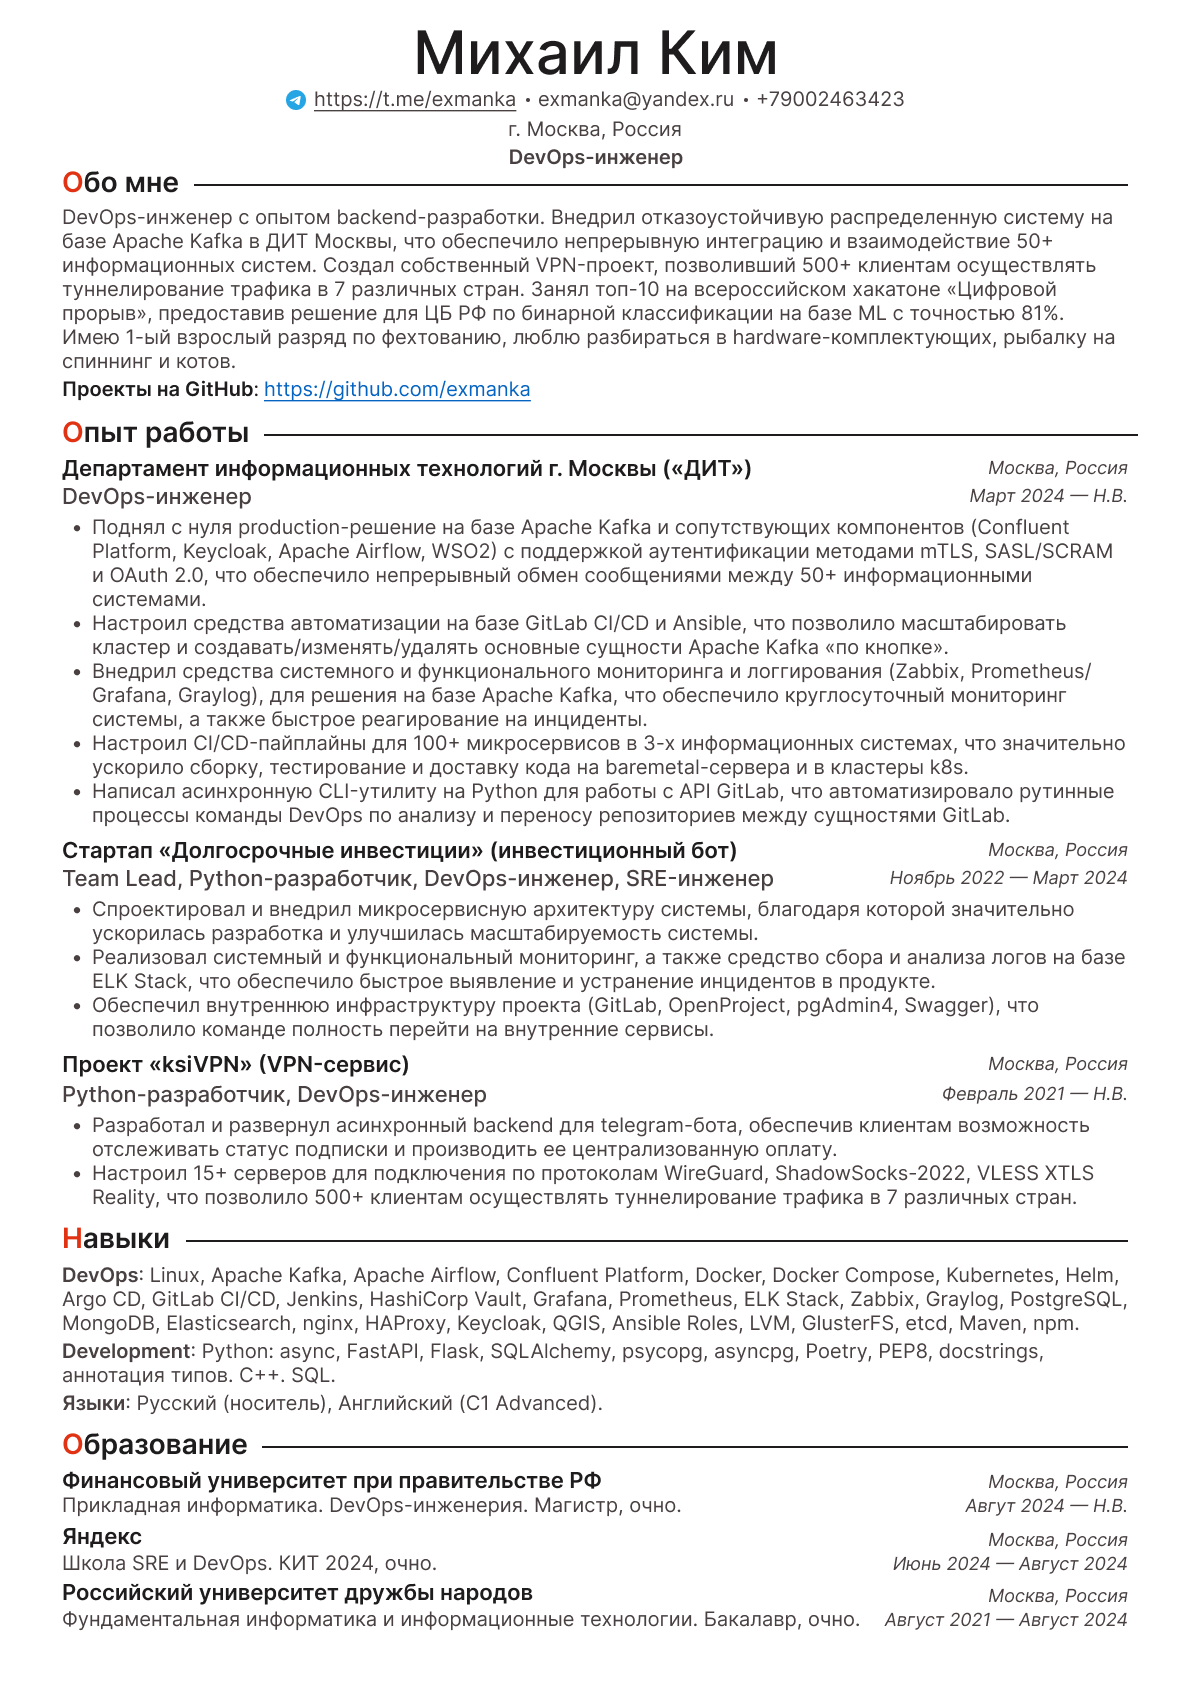 Михаил Ким
https://t.me/exmanka • exmanka@yandex.ru • +79002463423
г. Москва, Россия
DevOps-инженер
Обо мне
DevOps-инженер с опытом backend-разработки. Внедрил отказоустойчивую распределенную систему на
базе Apache Kafka в ДИТ Москвы, что обеспечило непрерывную интеграцию и взаимодействие 50+
информационных систем. Создал собственный VPN-проект, позволивший 500+ клиентам осуществлять
туннелирование трафика в 7 различных стран. Занял топ-10 на всероссийском хакатоне «Цифровой
прорыв», предоставив решение для ЦБ РФ по бинарной классификации на базе ML с точностью 81%.
Имею 1-ый взрослый разряд по фехтованию, люблю разбираться в hardware-комплектующих, рыбалку на
спиннинг и котов.
Проекты на GitHub: https://github.com/exmanka
Опыт работы
Департамент информационных технологий г. Москвы («ДИТ») Москва, Россия
DevOps-инженер Март 2024 — Н.В.
• Поднял с нуля production-решение на базе Apache Kafka и сопутствующих компонентов (Confluent
Platform, Keycloak, Apache Airflow, WSO2) с поддержкой аутентификации методами mTLS, SASL/SCRAM
и OAuth 2.0, что обеспечило непрерывный обмен сообщениями между 50+ информационными
системами.
• Настроил средства автоматизации на базе GitLab CI/CD и Ansible, что позволило масштабировать
кластер и создавать/изменять/удалять основные сущности Apache Kafka «по кнопке».
• Внедрил средства системного и функционального мониторинга и логгирования (Zabbix, Prometheus/
Grafana, Graylog), для решения на базе Apache Kafka, что обеспечило круглосуточный мониторинг
системы, а также быстрое реагирование на инциденты.
• Настроил CI/CD-пайплайны для 100+ микросервисов в 3-х информационных системах, что значительно
ускорило сборку, тестирование и доставку кода на baremetal-сервера и в кластеры k8s.
• Написал асинхронную CLI-утилиту на Python для работы с API GitLab, что автоматизировало рутинные
процессы команды DevOps по анализу и переносу репозиториев между сущностями GitLab.
Стартап «Долгосрочные инвестиции» (инвестиционный бот) Москва, Россия
Team Lead, Python-разработчик, DevOps-инженер, SRE-инженер Ноябрь 2022 — Март 2024
• Спроектировал и внедрил микросервисную архитектуру системы, благодаря которой значительно
ускорилась разработка и улучшилась масштабируемость системы.
• Реализовал системный и функциональный мониторинг, а также средство сбора и анализа логов на базе
ELK Stack, что обеспечило быстрое выявление и устранение инцидентов в продукте.
• Обеспечил внутреннюю инфраструктуру проекта (GitLab, OpenProject, pgAdmin4, Swagger), что
позволило команде полность перейти на внутренние сервисы.
Проект «ksiVPN» (VPN-сервис) Москва, Россия
Python-разработчик, DevOps-инженер Февраль 2021 — Н.В.
• Разработал и развернул асинхронный backend для telegram-бота, обеспечив клиентам возможность
отслеживать статус подписки и производить ее централизованную оплату.
• Настроил 15+ серверов для подключения по протоколам WireGuard, ShadowSocks-2022, VLESS XTLS
Reality, что позволило 500+ клиентам осуществлять туннелирование трафика в 7 различных стран.
Навыки
DevOps: Linux, Apache Kafka, Apache Airflow, Confluent Platform, Docker, Docker Compose, Kubernetes, Helm,
Argo CD, GitLab CI/CD, Jenkins, HashiCorp Vault, Grafana, Prometheus, ELK Stack, Zabbix, Graylog, PostgreSQL,
MongoDB, Elasticsearch, nginx, HAProxy, Keycloak, QGIS, Ansible Roles, LVM, GlusterFS, etcd, Maven, npm.
Development: Python: async, FastAPI, Flask, SQLAlchemy, psycopg, asyncpg, Poetry, PEP8, docstrings,
аннотация типов. C++. SQL.
Языки: Русский (носитель), Английский (C1 Advanced).
Образование
Финансовый университет при правительстве РФ Москва, Россия
Прикладная информатика. DevOps-инженерия. Магистр, очно. Авгут 2024 — Н.В.
Яндекс Москва, Россия
Школа SRE и DevOps. КИТ 2024, очно. Июнь 2024 — Август 2024
Российский университет дружбы народов Москва, Россия
Фундаментальная информатика и информационные технологии. Бакалавр, очно. Август 2021 — Август 2024